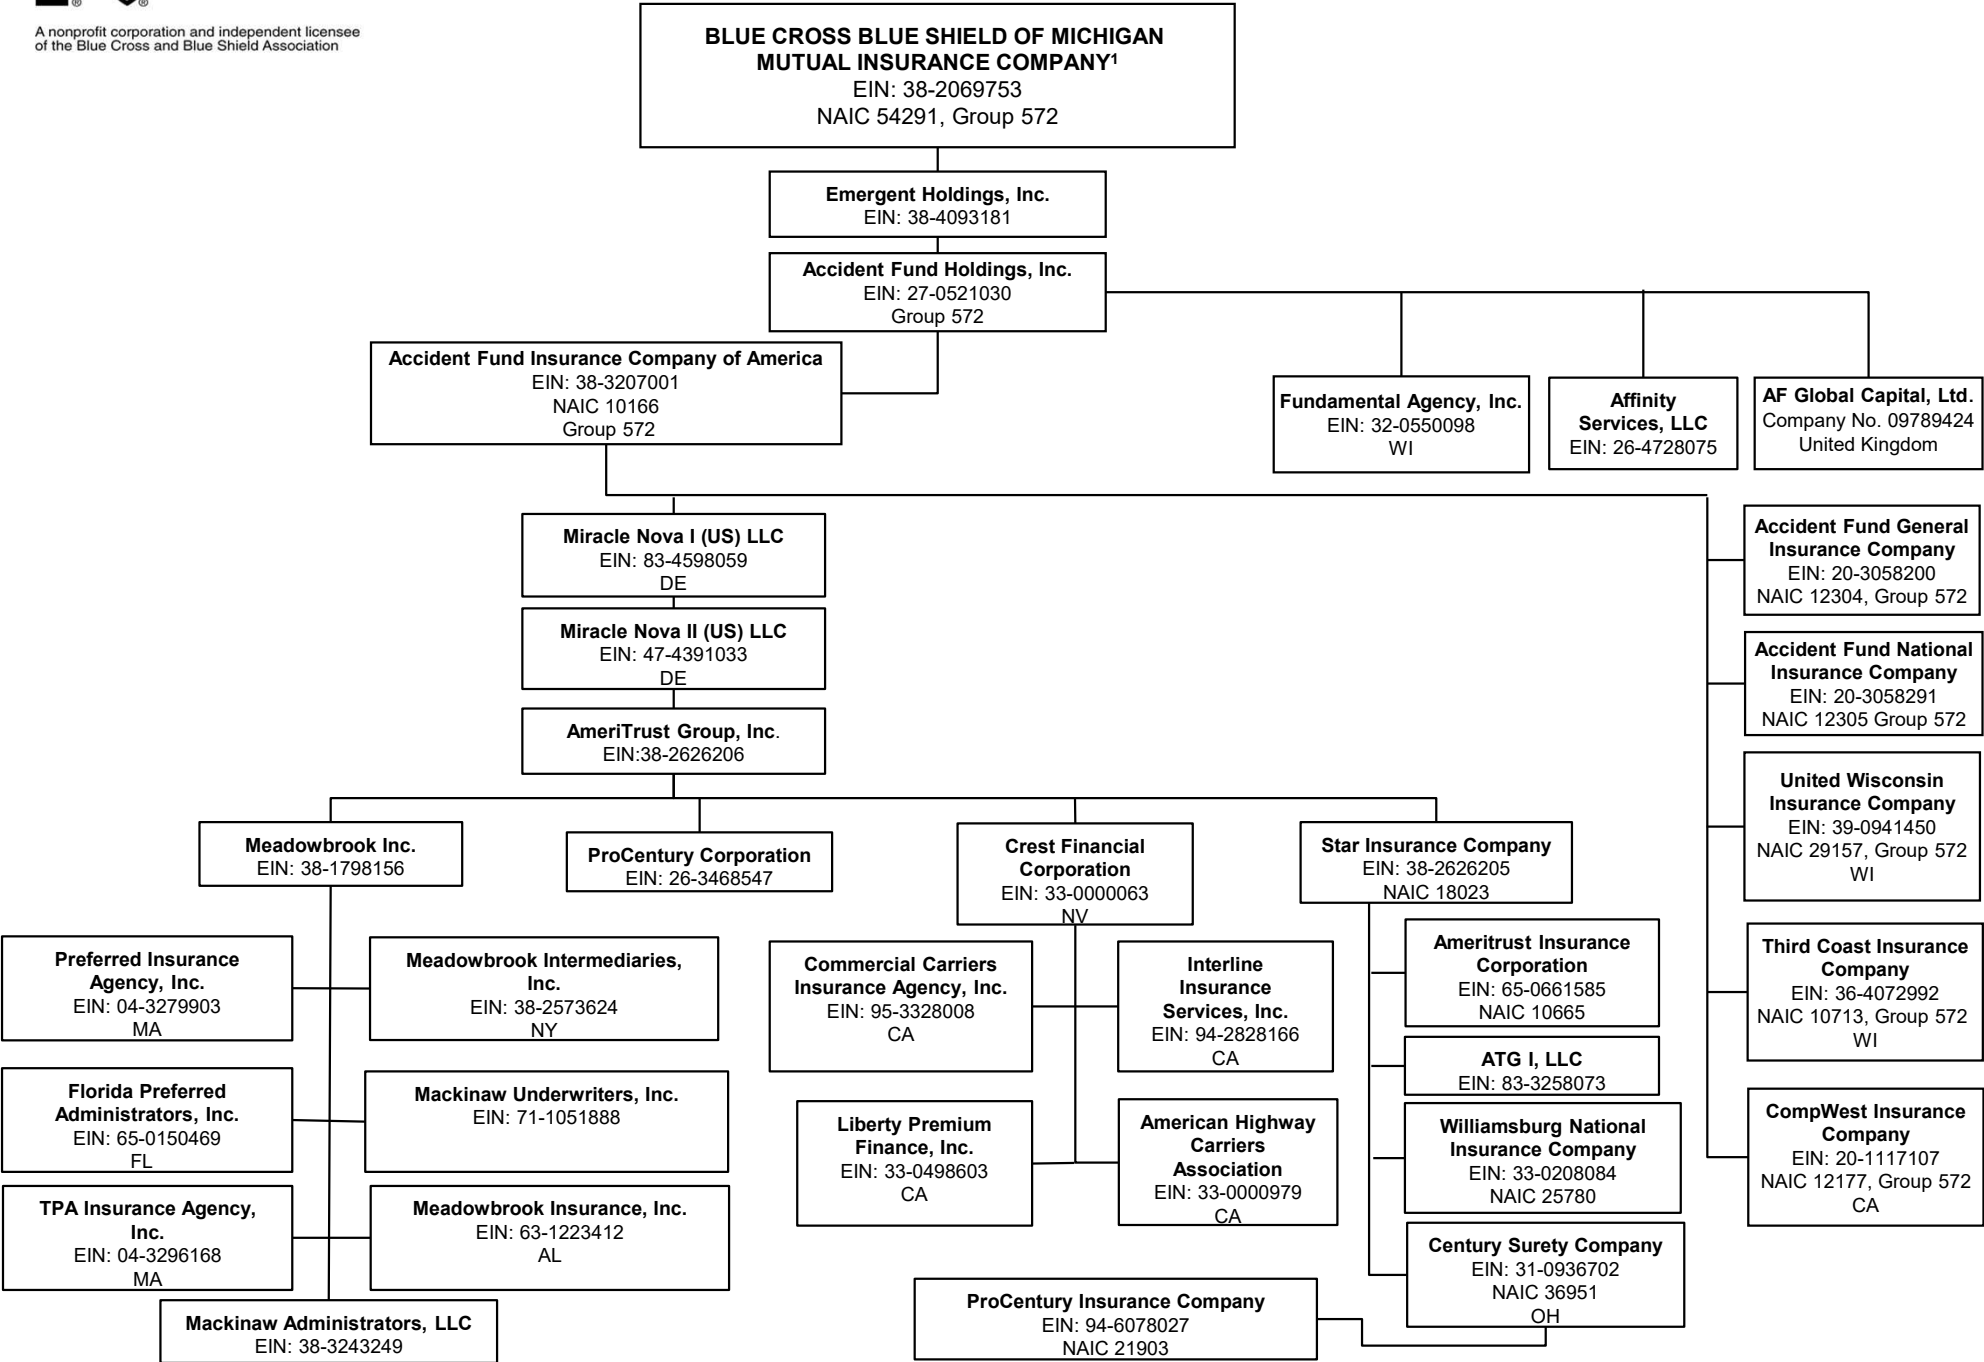 ® ®
A nonprofit corporation and independent licensee
of the Blue Cross and Blue Shield Association
BLUE CROSS BLUE SHIELD OF MICHIGAN
MUTUAL INSURANCE COMPANY¹
EIN: 38-2069753
NAIC 54291, Group 572
Emergent Holdings, Inc.
EIN: 38-4093181
Accident Fund Holdings, Inc.
EIN: 27-0521030
Group 572
Accident Fund Insurance Company of America
EIN: 38-3207001
NAIC 10166
Group 572
Fundamental Agency, Inc.
EIN: 32-0550098
WI
Affinity
Services, LLC
EIN: 26-4728075
AF Global Capital, Ltd.
Company No. 09789424
United Kingdom
Miracle Nova I (US) LLC
EIN: 83-4598059
DE
Miracle Nova II (US) LLC
EIN: 47-4391033
DE
AmeriTrust Group, Inc.
EIN:38-2626206
Accident Fund General
Insurance Company
EIN: 20-3058200
NAIC 12304, Group 572
Accident Fund National
Insurance Company
EIN: 20-3058291
NAIC 12305 Group 572
United Wisconsin
Insurance Company
EIN: 39-0941450
NAIC 29157, Group 572
WI
Third Coast Insurance
Company
EIN: 36-4072992
NAIC 10713, Group 572
WI
CompWest Insurance
Company
EIN: 20-1117107
NAIC 12177, Group 572
CA
Meadowbrook Inc.
EIN: 38-1798156
ProCentury Corporation
EIN: 26-3468547
Crest Financial
Corporation
EIN: 33-0000063
NV
Star Insurance Company
EIN: 38-2626205
NAIC 18023
Preferred Insurance
Agency, Inc.
EIN: 04-3279903
MA
Meadowbrook Intermediaries,
Inc.
EIN: 38-2573624
NY
Florida Preferred
Administrators, Inc.
EIN: 65-0150469
FL
Mackinaw Underwriters, Inc.
EIN: 71-1051888
TPA Insurance Agency,
Inc.
EIN: 04-3296168
MA
Meadowbrook Insurance, Inc.
EIN: 63-1223412
AL
Mackinaw Administrators, LLC
EIN: 38-3243249
Commercial Carriers
Insurance Agency, Inc.
EIN: 95-3328008
CA
Interline
Insurance
Services, Inc.
EIN: 94-2828166
CA
Liberty Premium
Finance, Inc.
EIN: 33-0498603
CA
American Highway
Carriers
Association
EIN: 33-0000979
CA
Ameritrust Insurance
Corporation
EIN: 65-0661585
NAIC 10665
ATG I, LLC
EIN: 83-3258073
Williamsburg National
Insurance Company
EIN: 33-0208084
NAIC 25780
Century Surety Company
EIN: 31-0936702
NAIC 36951
OH
ProCentury Insurance Company
EIN: 94-6078027
NAIC 21903